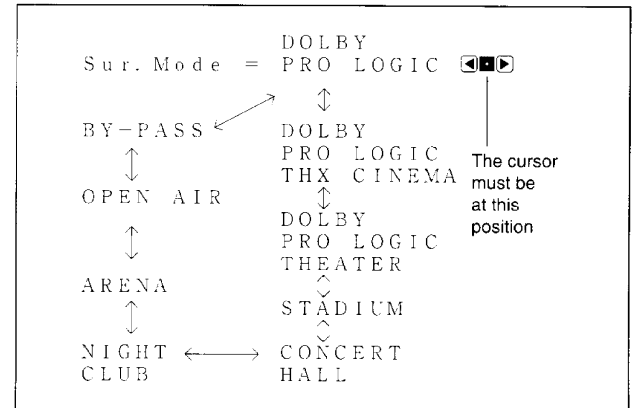 DOLBY
Sur. Mode = PRO LOGIC
BY-PASS
DOLBY
PRO LOGIC
THX CINEMA
The cursor
must be
at this
position
OPEN AIR
DOLBY
PRO LOGIC
THEATER
ARENA
STADIUM
NIGHT
CLUB
CONCERT
HALL